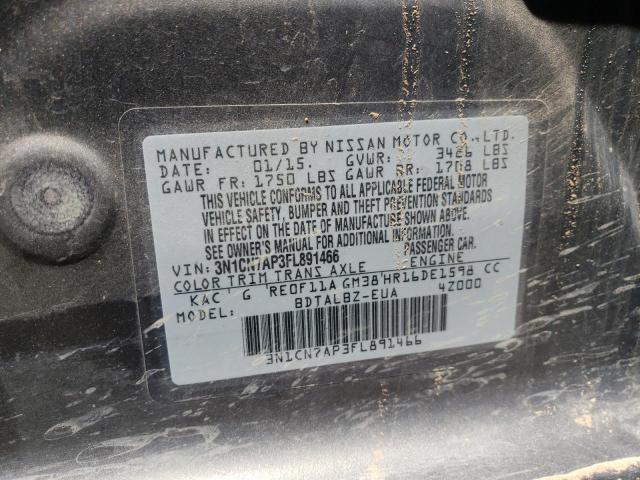 MANUFACTURED BY NISSAN MOTOR CO.,LTD.
DATE: 01/15. GVWR: 3426 LBS
GAWR FR: 1750 LBS GAWR RR: 1708 LBS
THIS VEHICLE CONFORMS TO ALL APPLICABLE FEDERAL MOTOR
VEHICLE SAFETY, BUMPER AND THEFT PREVENTION STANDARDS
IN EFFECT ON THE DATE OF MANUFACTURE SHOWN ABOVE.
SEE OWNER'S MANUAL FOR FURTHER INFORMATION.
VIN: 3N1CN7AP3FL891466 PASSENGER CAR.
COLOR TRIM TRANS AXLE ENGINE
KAC G RE0F11A GM38 HR16DE1598 CC
MODEL: BDTALBZ-EUA 42000
3N1CN7AP3FL891466